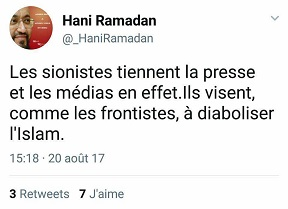 Hani Ramadan
@_HaniRamadan
Les sionistes tiennent la presse
et les médias en effet.Ils visent,
comme les frontistes, à diaboliser
l'Islam.
15:18 · 20 août 17
3 Retweets 7 J'aime